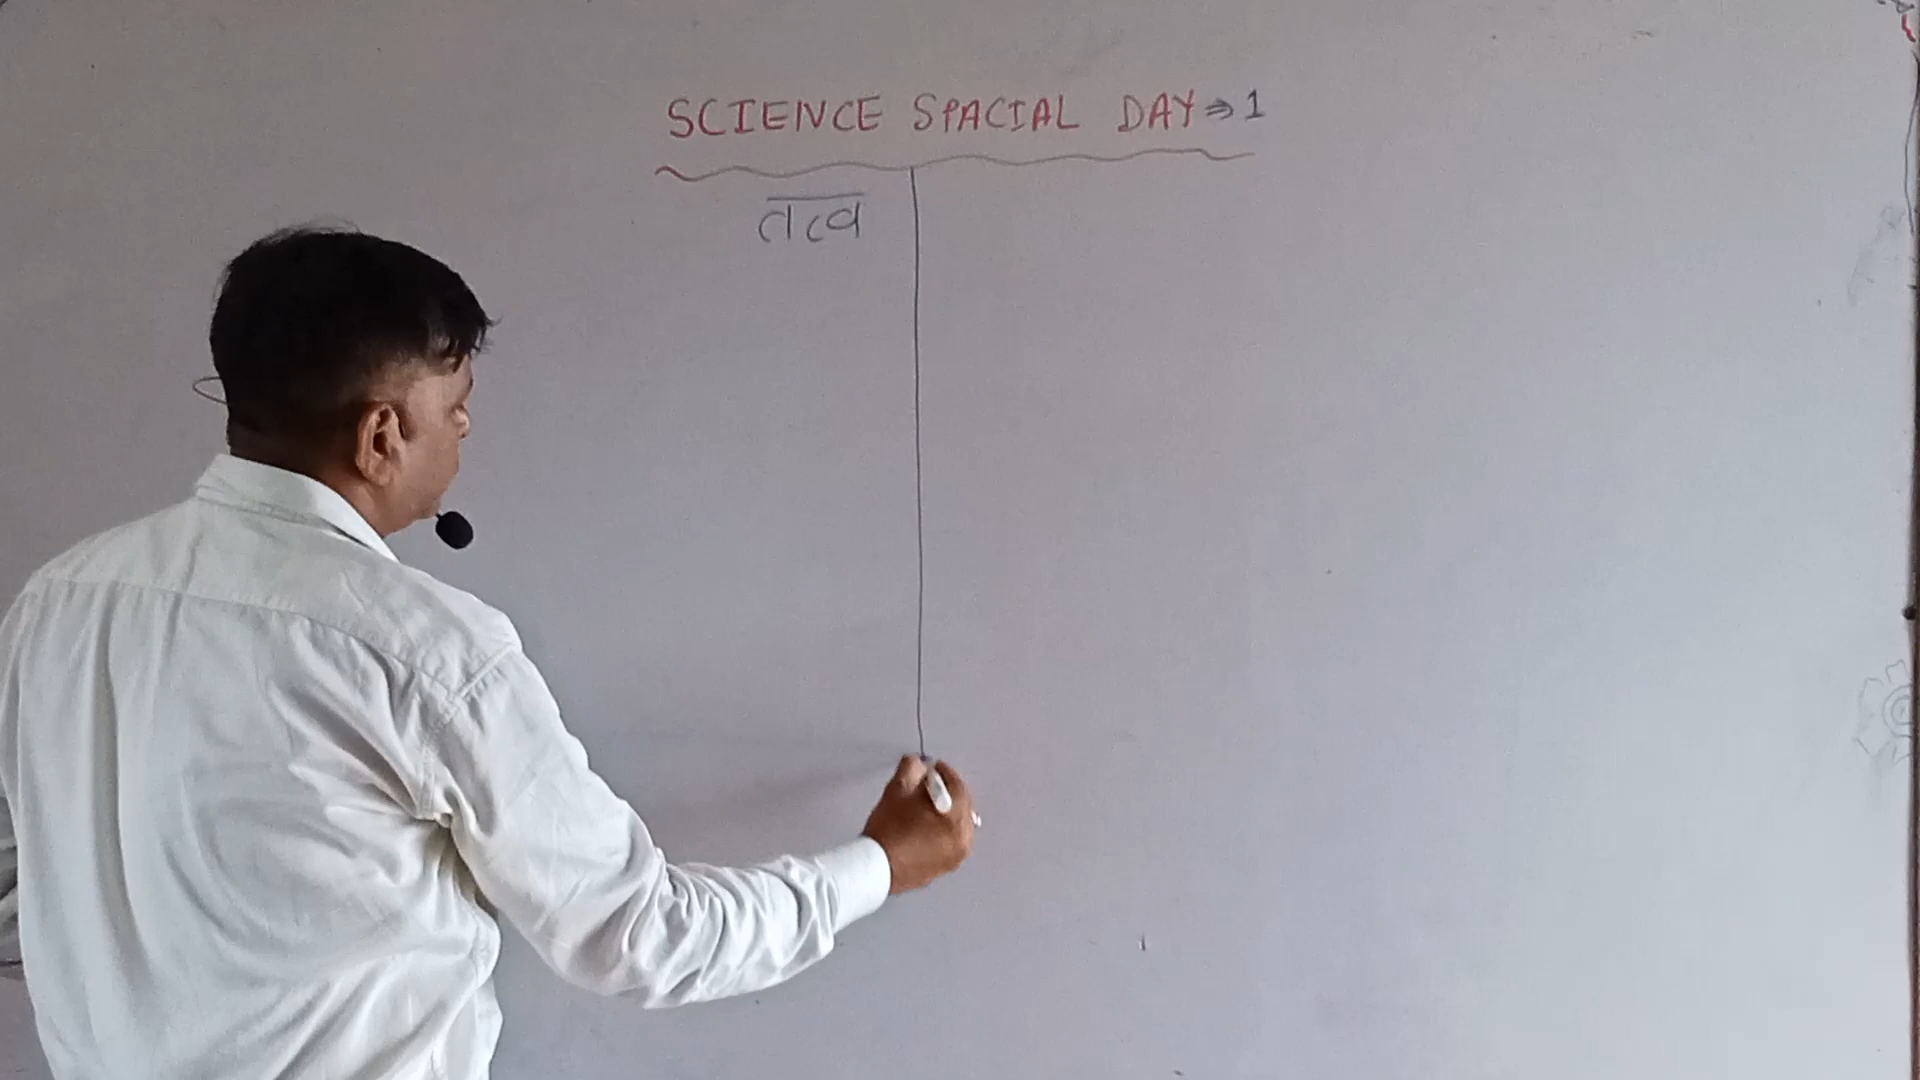 SCIENCE SPACIAL DAY ⇒ 1
तत्व